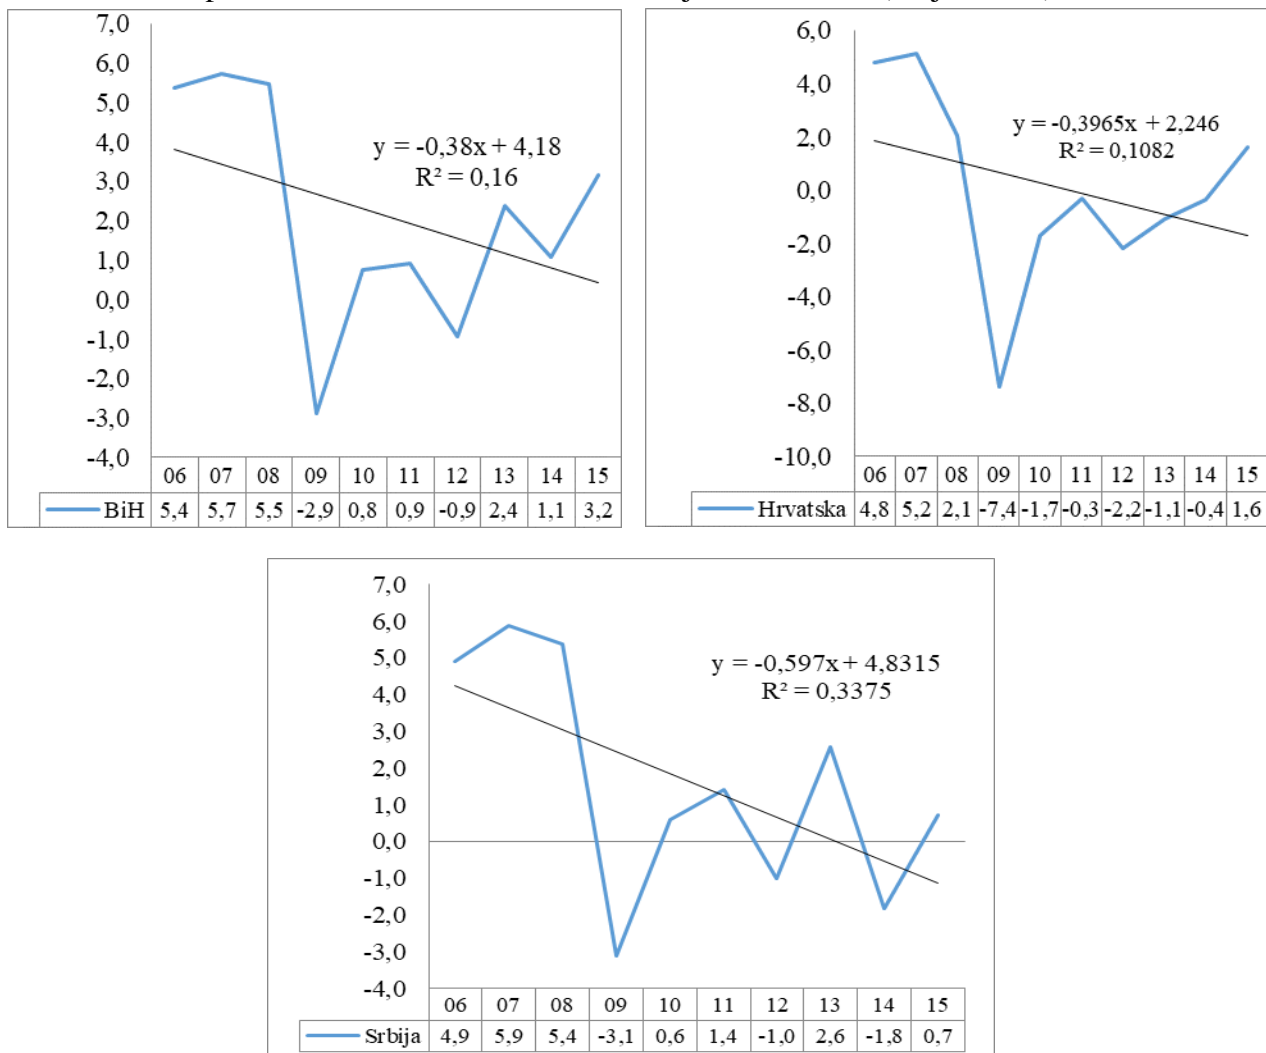 7,0
6,0
5,0
4,0
3,0
2,0
1,0
0,0
-1,0
-2,0
-3,0
-4,0
y = -0,38x + 4,18
R² = 0,16
06 07 08 09 10 11 12 13 14 15
BiH 5,4 5,7 5,5 -2,9 0,8 0,9 -0,9 2,4 1,1 3,2
6,0
4,0
2,0
0,0
-2,0
-4,0
-6,0
-8,0
-10,0
y = -0,3965x + 2,246
R² = 0,1082
06 07 08 09 10 11 12 13 14 15
Hrvatska 4,8 5,2 2,1 -7,4 -1,7 -0,3 -2,2 -1,1 -0,4 1,6
7,0
6,0
5,0
4,0
3,0
2,0
1,0
0,0
-1,0
-2,0
-3,0
-4,0
y = -0,597x + 4,8315
R² = 0,3375
06 07 08 09 10 11 12 13 14 15
Srbija 4,9 5,9 5,4 -3,1 0,6 1,4 -1,0 2,6 -1,8 0,7